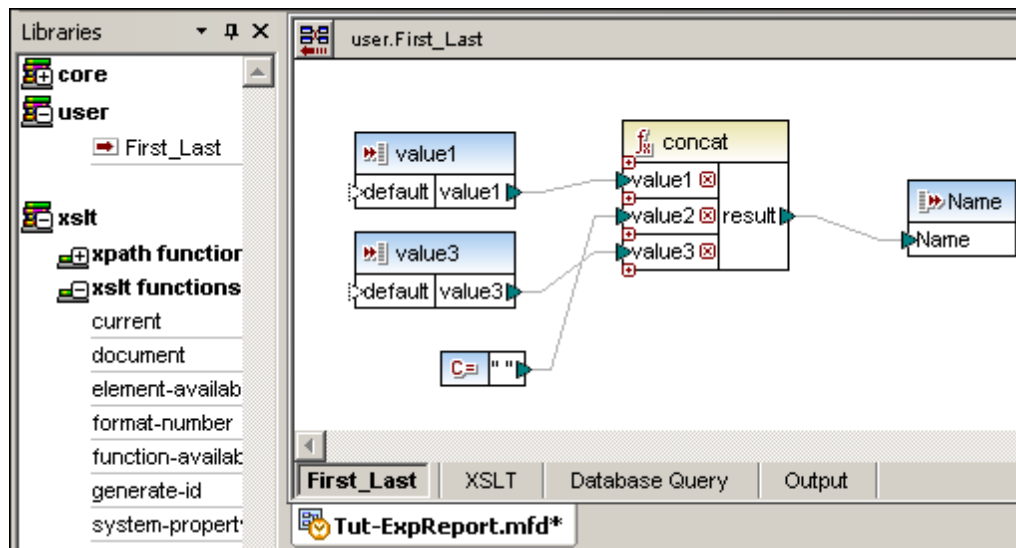 Libraries
core
user
First_Last
xslt
xpath function
xslt functions
current
document
element-availab
format-number
function-availab
generate-id
system-propert
user.First_Last
value1
default value1
value3
default value3
C= " "
concat
value1
value2 result
value3
Name
Name
First_Last XSLT Database Query Output
Tut-ExpReport.mfd*